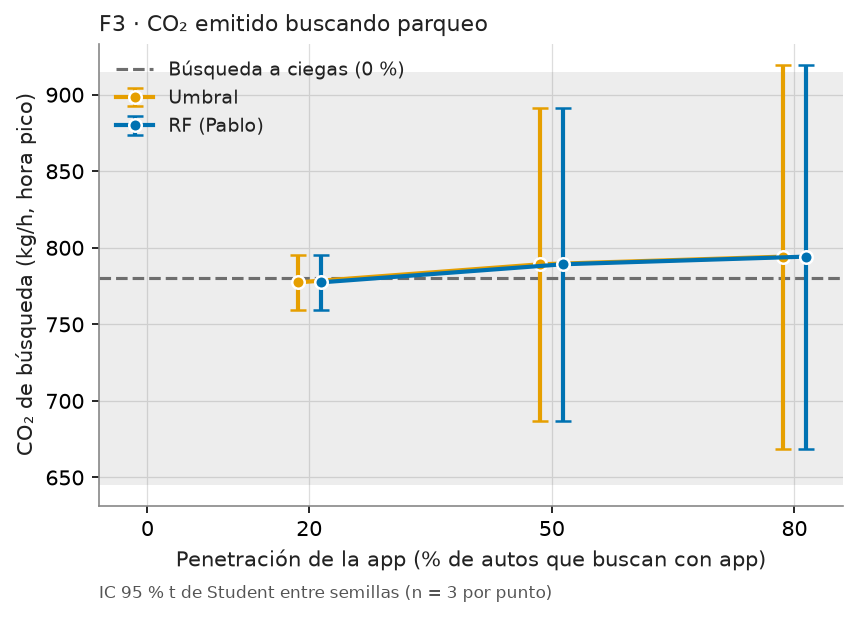 F3 · CO₂ emitido buscando parqueo
Búsqueda a ciegas (0 %)
Umbral
RF (Pablo)
CO₂ de búsqueda (kg/h, hora pico)
900
850
800
750
700
650
0 20 50 80
Penetración de la app (% de autos que buscan con app)
IC 95 % t de Student entre semillas (n = 3 por punto)